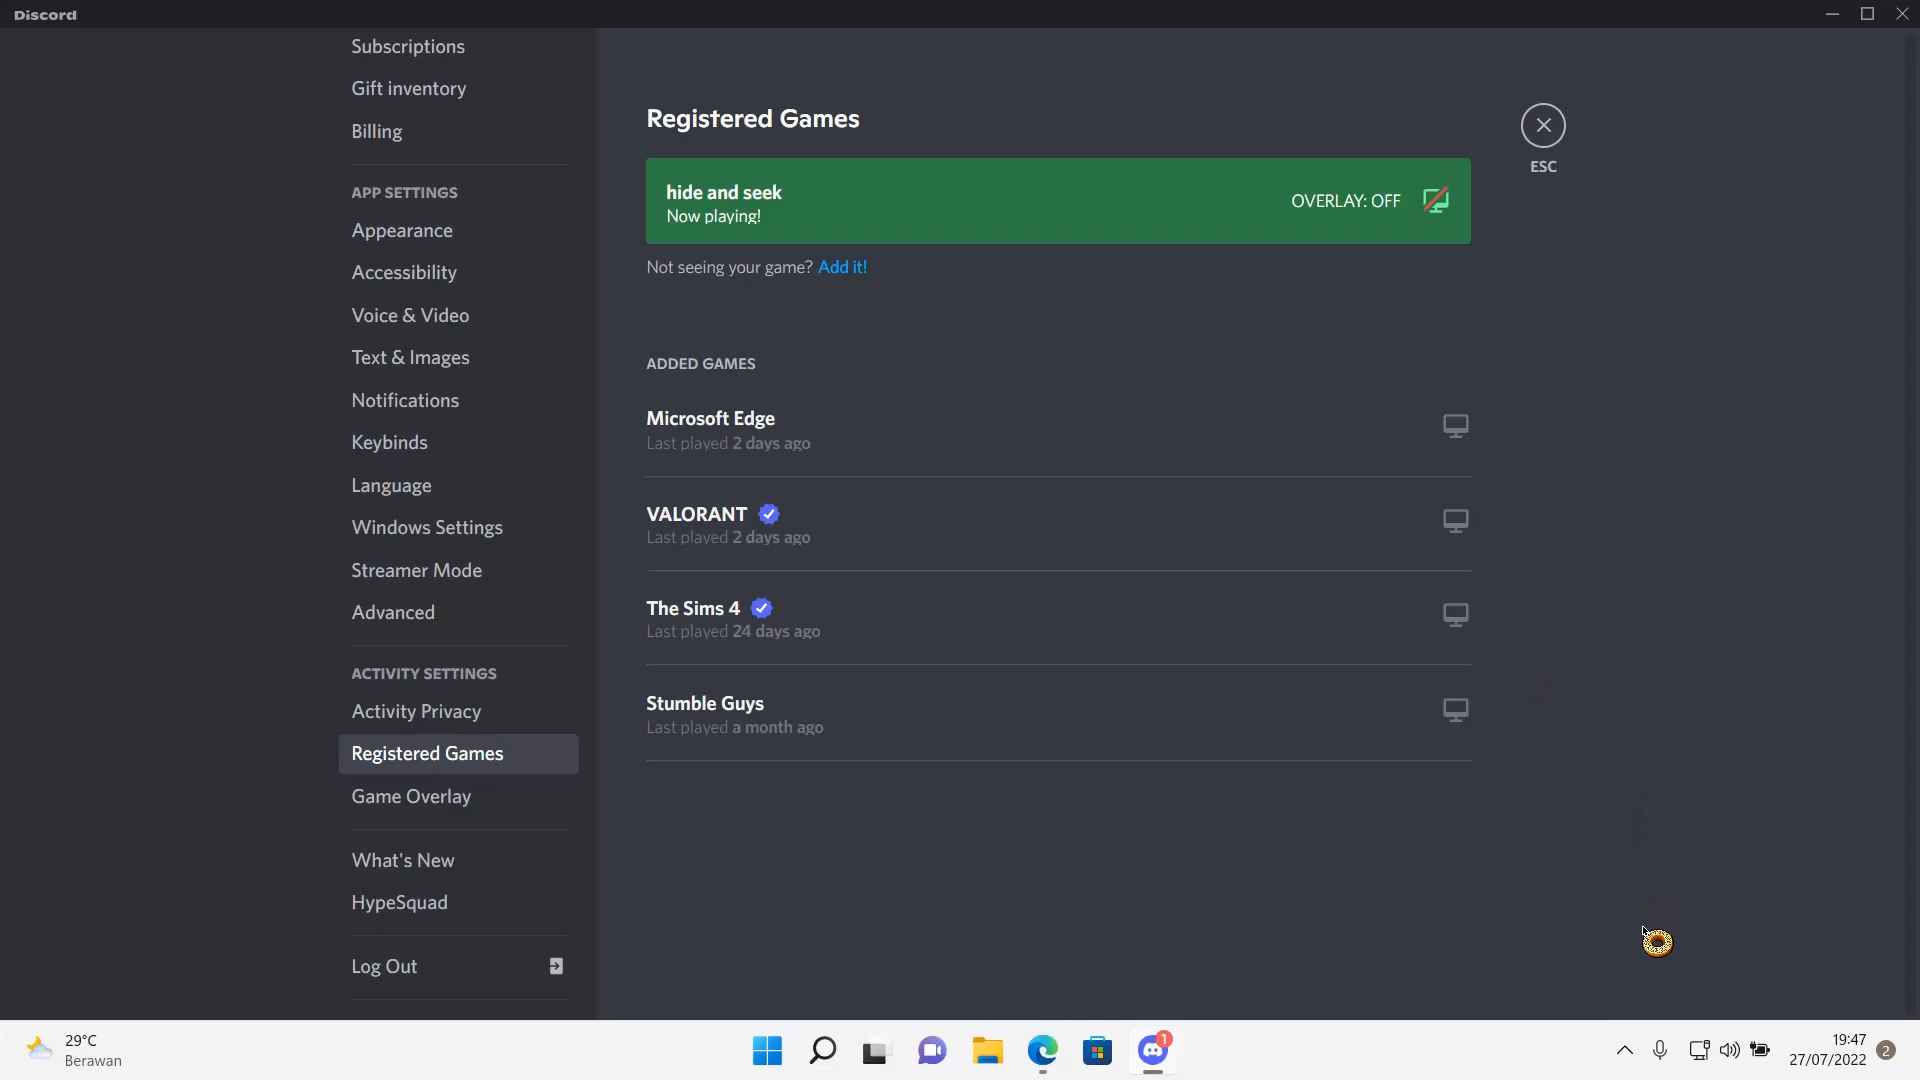 Discord
Subscriptions
Gift inventory
Billing
APP SETTINGS
Appearance
Accessibility
Voice & Video
Text & Images
Notifications
Keybinds
Language
Windows Settings
Streamer Mode
Advanced
ACTIVITY SETTINGS
Activity Privacy
Registered Games
Game Overlay
What's New
HypeSquad
Log Out
Registered Games
hide and seek
Now playing!
OVERLAY: OFF
Not seeing your game? Add it!
ADDED GAMES
Microsoft Edge
Last played 2 days ago
VALORANT
Last played 2 days ago
The Sims 4
Last played 24 days ago
Stumble Guys
Last played a month ago
ESC
29°C
Berawan
1
19:47
27/07/2022
2